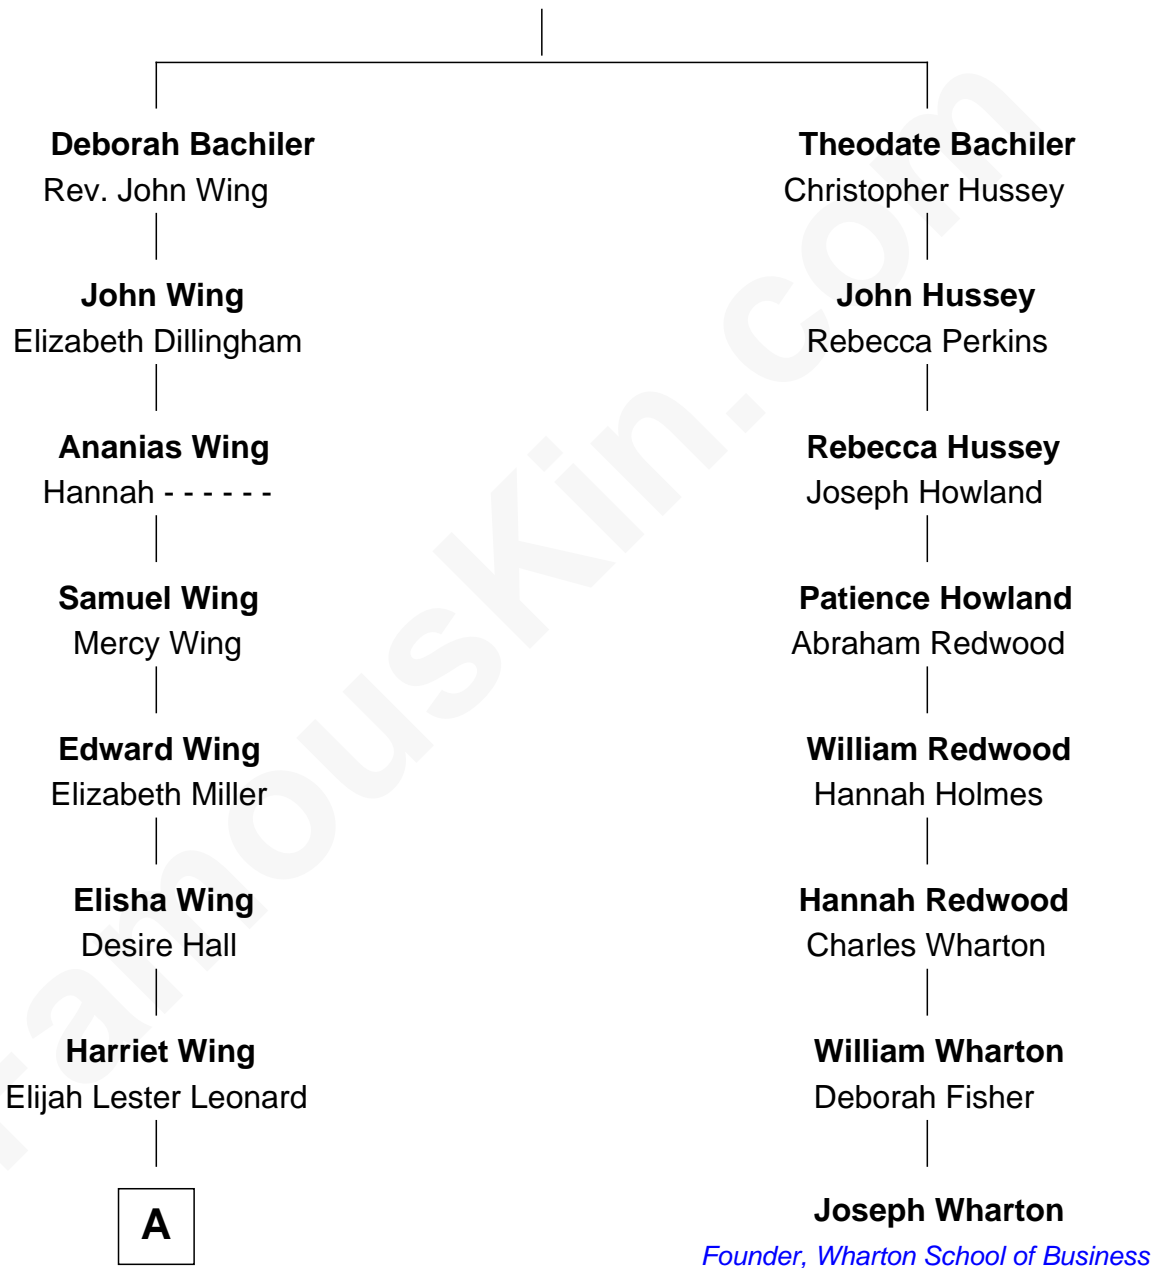 Deborah Bachiler
Rev. John Wing
John Wing
Elizabeth Dillingham
Ananias Wing
Hannah - - - - - -
Samuel Wing
Mercy Wing
Edward Wing
Elizabeth Miller
Elisha Wing
Desire Hall
Harriet Wing
Elijah Lester Leonard
A
Theodate Bachiler
Christopher Hussey
John Hussey
Rebecca Perkins
Rebecca Hussey
Joseph Howland
Patience Howland
Abraham Redwood
William Redwood
Hannah Holmes
Hannah Redwood
Charles Wharton
William Wharton
Deborah Fisher
Joseph Wharton
Founder, Wharton School of Business
FamousKin.com